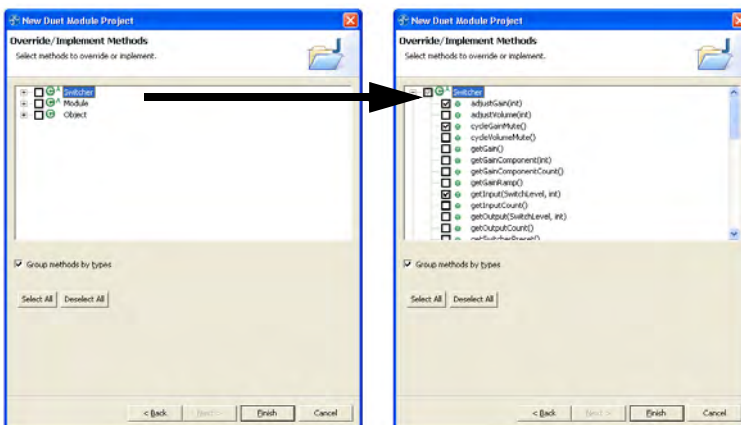 New Duet Module Project
Override/Implement Methods
Select methods to override or implement.
Switcher
Module
Object
Group methods by types
Select All Deselect All
< Back Next > Finish Cancel
New Duet Module Project
Override/Implement Methods
Select methods to override or implement.
Switcher
adjustGain(int)
adjustVolume(int)
cycleGainMute()
cycleVolumeMute()
getGain()
getGainComponent(int)
getGainComponentCount()
getGainRamp()
getInput(SwitchLevel, int)
getInputCount()
getOutput(SwitchLevel, int)
getOutputCount()
getSwitcherPreset()
Group methods by types
Select All Deselect All
< Back Next > Finish Cancel